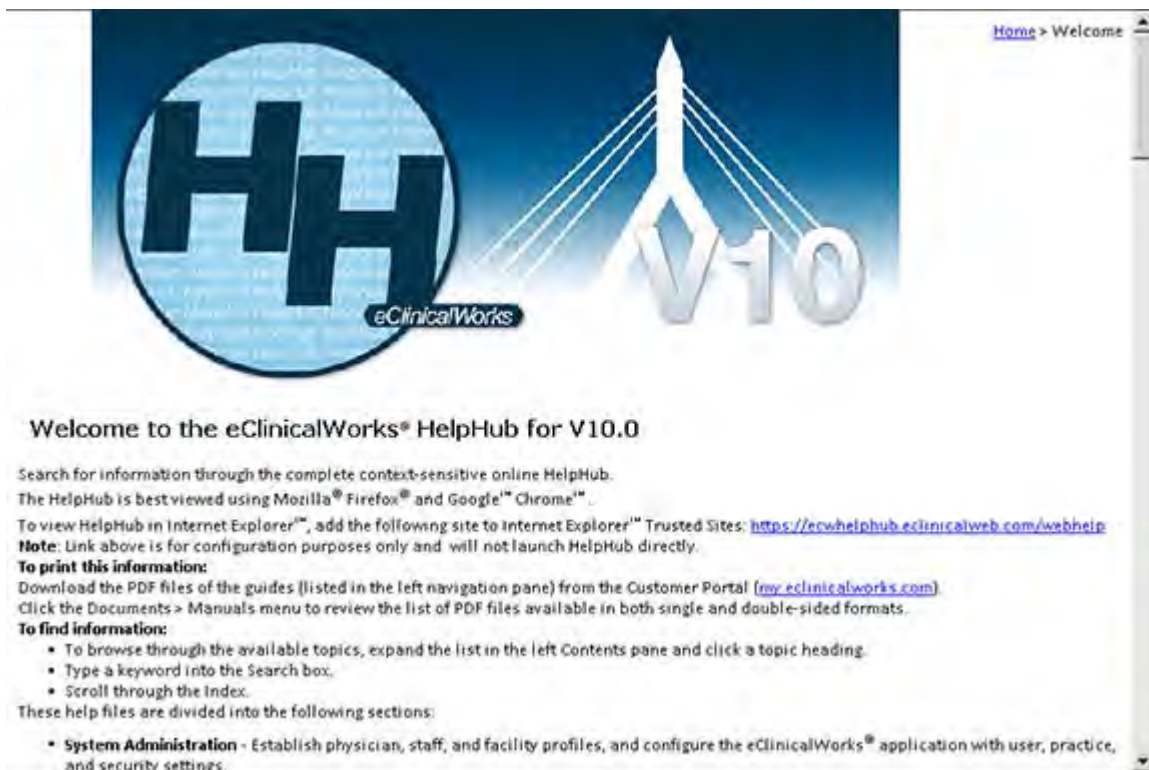 Home > Welcome
HH
eClinicalWorks
V10
Welcome to the eClinicalWorks® HelpHub for V10.0
Search for information through the complete context-sensitive online HelpHub.
The HelpHub is best viewed using Mozilla® Firefox® and Google™ Chrome™.
To view HelpHub in Internet Explorer™, add the following site to Internet Explorer™ Trusted Sites: https://ecwhelphub.eclinicalweb.com/webhelp
Note: Link above is for configuration purposes only and will not launch HelpHub directly.
To print this information:
Download the PDF files of the guides (listed in the left navigation pane) from the Customer Portal (my.eclinicalworks.com).
Click the Documents > Manuals menu to review the list of PDF files available in both single and double-sided formats.
To find information:
• To browse through the available topics, expand the list in the left Contents pane and click a topic heading.
• Type a keyword into the Search box.
• Scroll through the Index.
These help files are divided into the following sections:
• System Administration - Establish physician, staff, and facility profiles, and configure the eClinicalWorks® application with user, practice,
and security settings.